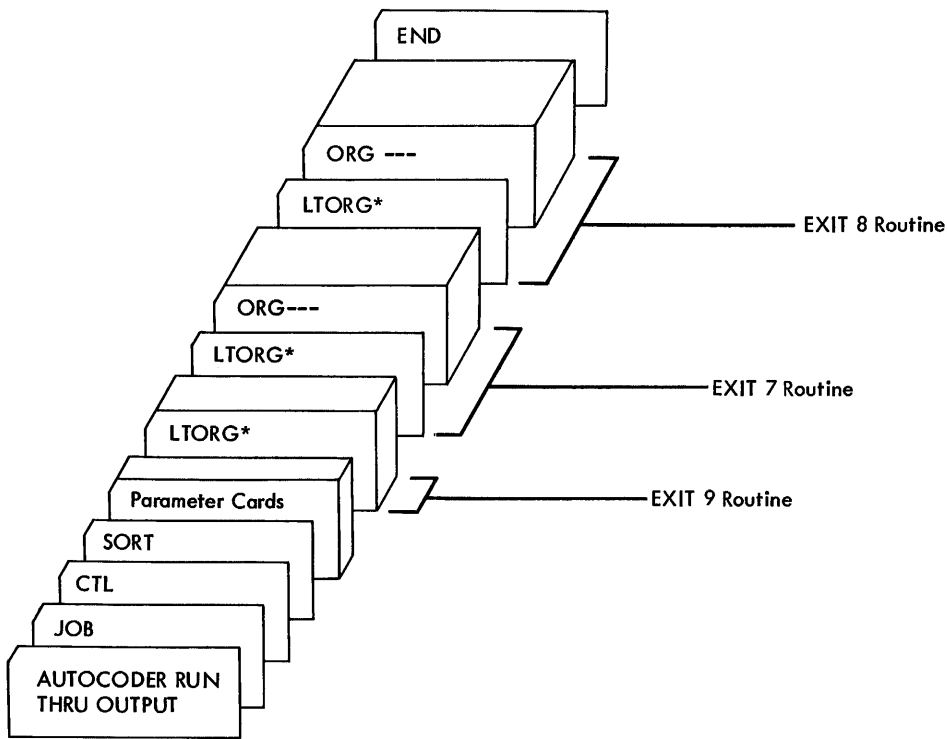 END
ORG ---
LTORG*
EXIT 8 Routine
ORG---
LTORG*
EXIT 7 Routine
LTORG*
Parameter Cards
EXIT 9 Routine
SORT
CTL
JOB
AUTOCODER RUN
THRU OUTPUT